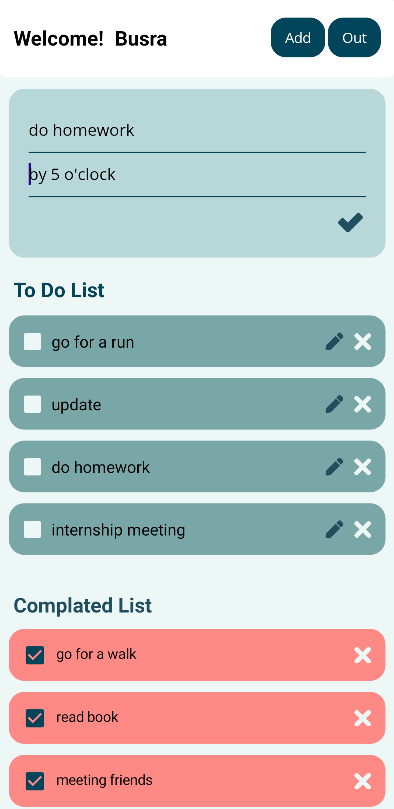 Welcome! Busra
Add
Out
do homework
by 5 o'clock
To Do List
go for a run
update
do homework
internship meeting
Complated List
go for a walk
read book
meeting friends